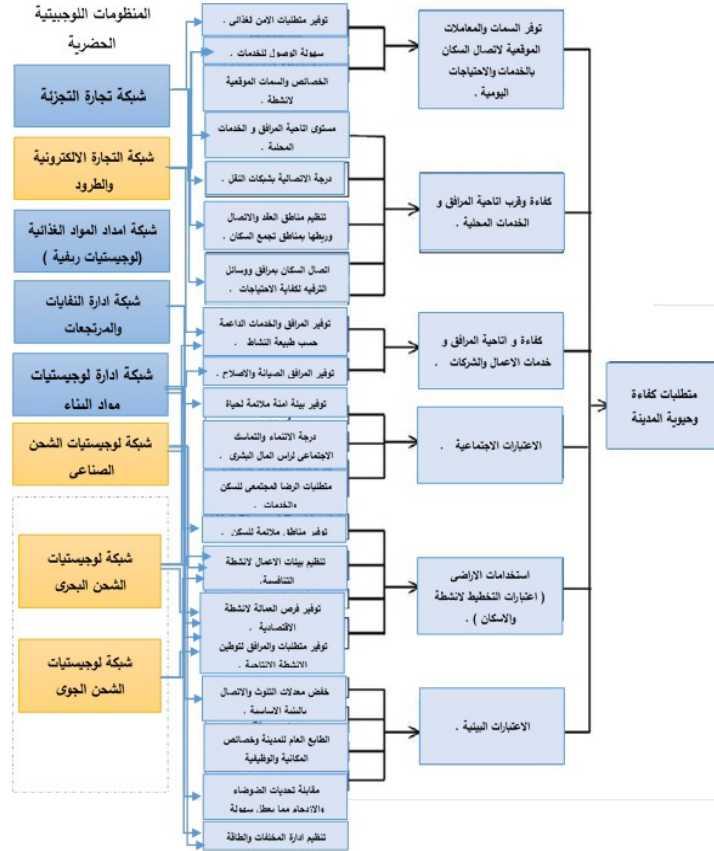 المنظومات اللوجيبتية
الحضرية
شبكة تجارة التجزئة
شبكة التجارة الالكترونية
والطرود
شبكة امداد المواد الغذائية
(لوجيستيات ريفية )
شبكة ادارة النفايات
والمرتجعات
شبكة ادارة لوجيستيات
مواد البناء
شبكة لوجيستيات الشحن
الصناعى
شبكة لوجيستيات
الشحن البحرى
شبكة لوجيستيات
الشحن الجوى
توفير متطلبات الامن لغذائى .
سهولة الوصول للخدمات .
الخصائص والسمات الموقعية
لانشطة .
مستوى اتاحية المرافق و الخدمات
المحلية .
درجة الاتصالية بشبكات النقل .
تنظيم مناطق العقد والاتصال
وربطها بمناطق تجمع السكان .
اتصال السكان بمرافق ووسائل
الترفيه لكفاية الاحتياجات .
توفير المرافق والخدمات الداعمة
حسب طبيعة النشاط .
توفير المرافق الصيانة والاصلاح .
توفير بيئة امنة ملائمة لحياة
درجة الانتماء والتماسك
الاجتماعى لراس المال البشرى .
متطلبات الرضا المجتمعى للسكن
والخدمات .
توفير مناطق ملائمة للسكن .
تنظيم بيئات الاعمال لانشطة
التنافسية.
توفير فرص العمالة لانشطة
الاقتصادية .
توفير متطلبات والمرافق لتوطين
الانشطة الانتاجية .
خفض معدلات التلوث والاتصال
بالبنية الاساسية .
الطابع العام للمدينة وخصائص
المكانية والوظيفية
مقابلة تحديات الضوضاء
والازدحام مما يعطل سهولة
تنظيم ادارة المخلفات والطاقة
توفر السمات والمعاملات
الموقعية لاتصال السكان
بالخدمات والاحتياجات
اليومية .
كفاءة وقرب اتاحية المرافق و
الخدمات المحلية .
كفاءة و اتاحية المرافق و
خدمات الاعمال والشركات .
الاعتبارات الاجتماعية .
استخدامات الاراضى
( اعتبارات التخطيط لانشطة
والاسكان ) .
الاعتبارات البيئية .
متطلبات كفاءة
وحيوية المدينة